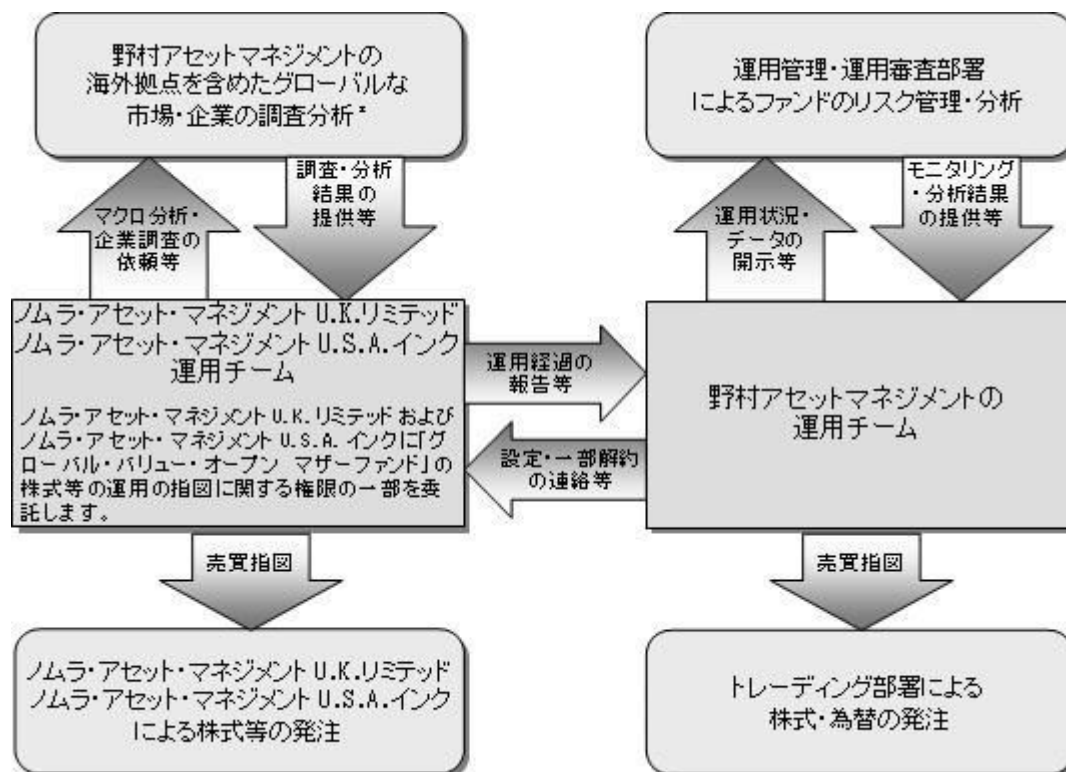 野村アセットマネジメントの
海外拠点を含めたグローバルな
市場・企業の調査分析*
運用管理・運用審査部署
によるファンドのリスク管理・分析
マクロ分析・
企業調査の
依頼等
調査・分析
結果の
提供等
運用状況・
データの
開示等
モニタリング
・分析結果
の提供等
ノムラ・アセット・マネジメント U.K.リミテッド
ノムラ・アセット・マネジメント U.S.A.インク
運用チーム
ノムラ・アセット・マネジメント U.K.リミテッド および
ノムラ・アセット・マネジメント U.S.A. インクに「グ
ローバル・バリュー・オープン マザーファンド」の
株式等の運用の指図に関する権限の一部を委
託します。
運用経過の
報告等
設定・一部解約
の連絡等
野村アセットマネジメントの
運用チーム
売買指図
売買指図
ノムラ・アセット・マネジメント U.K.リミテッド
ノムラ・アセット・マネジメント U.S.A.インク
による株式等の発注
トレーディング部署による
株式・為替の発注